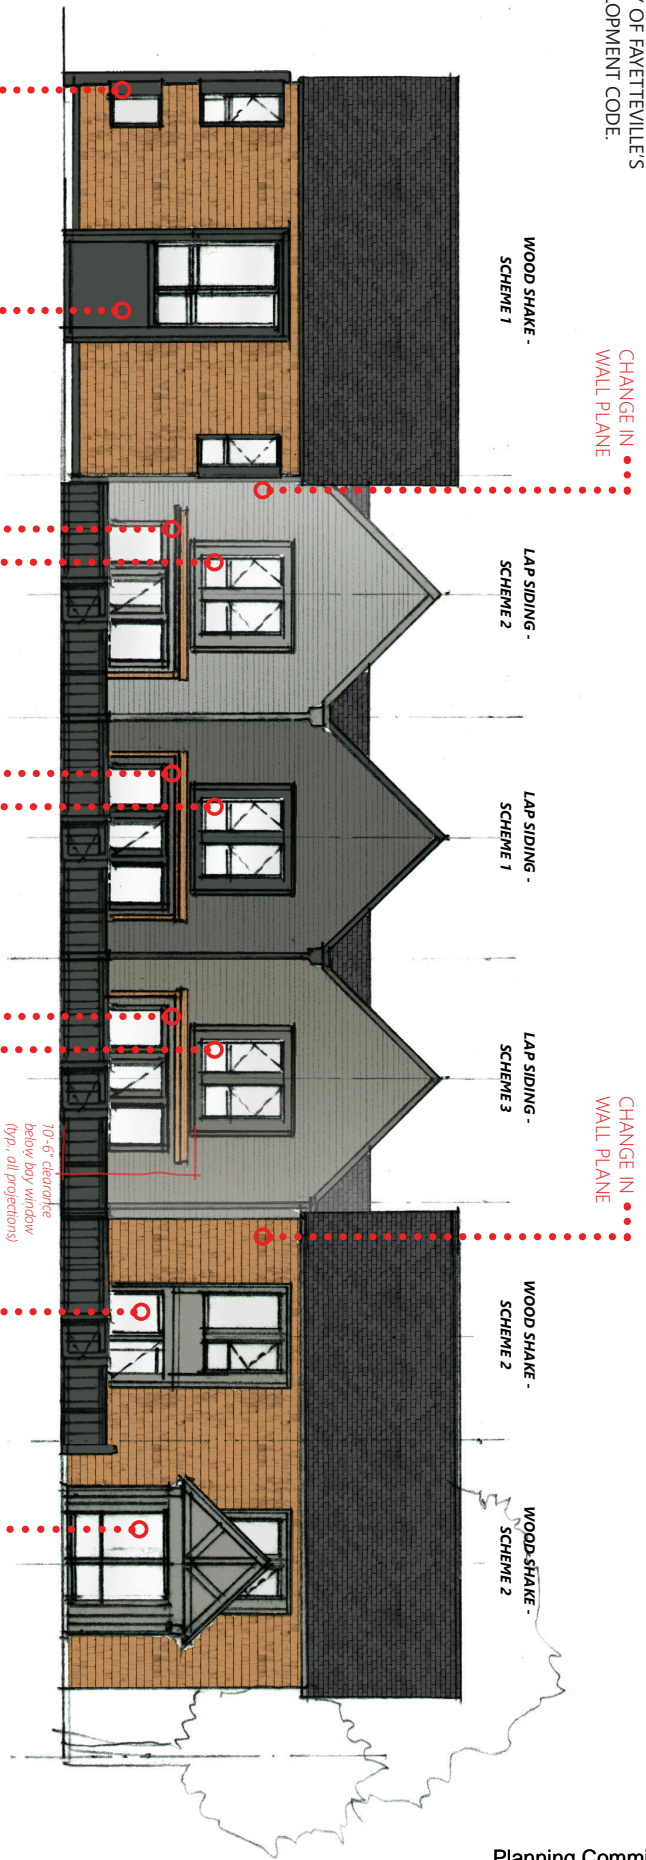 Y OF FAYETTEVILLE'S
LOPMENT CODE.
WOOD SHAKE -
SCHEME 1
CHANGE IN
WALL PLANE
LAP SIDING -
SCHEME 2
LAP SIDING -
SCHEME 1
LAP SIDING -
SCHEME 3
CHANGE IN
WALL PLANE
WOOD SHAKE -
SCHEME 2
WOOD SHAKE -
SCHEME 2
10'-6" clearance
below bay window
(typ., all projections)
Planning Commi